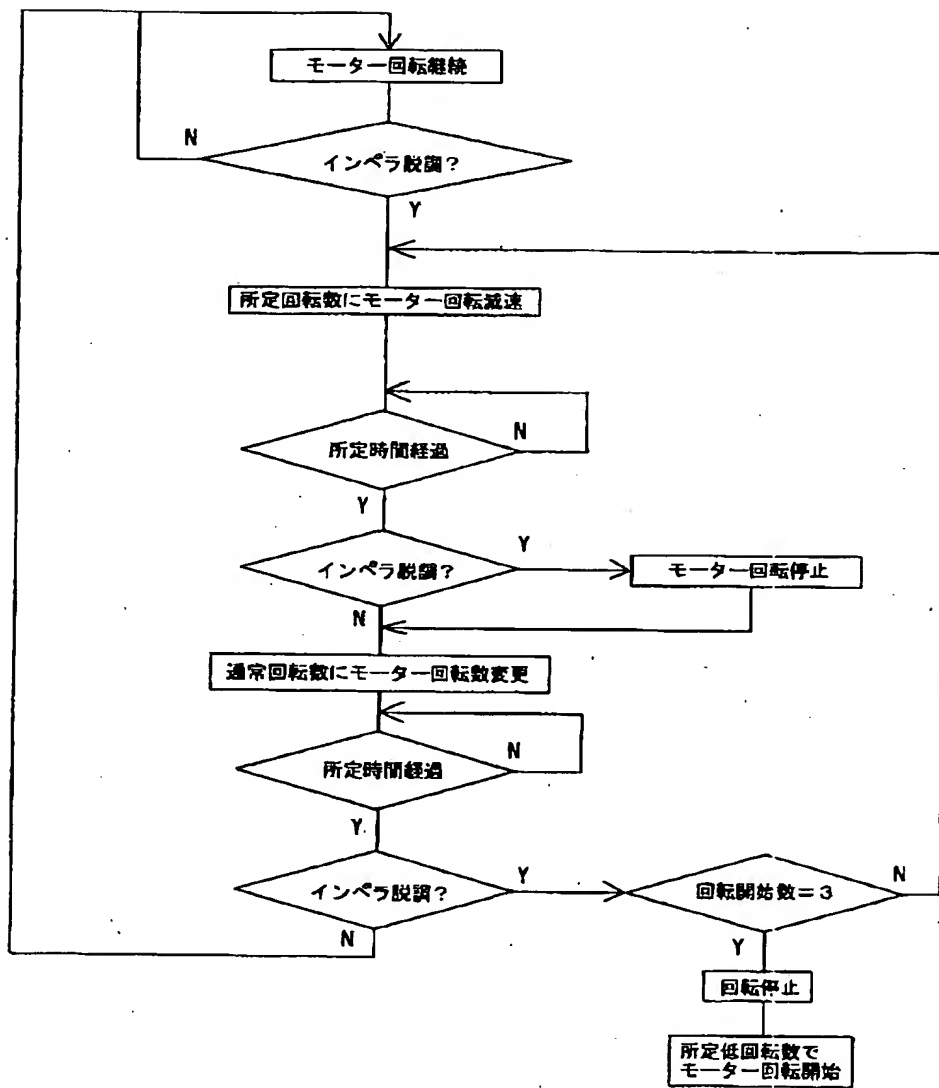 モーター回転継続
N
インペラ脱調?
Y
所定回転数にモーター回転減速
N
所定時間経過
Y
インペラ脱調?
Y
モーター回転停止
N
通常回転数にモーター回転数変更
N
所定時間経過
Y
インペラ脱調?
Y
回転開始数=3
N
N
Y
回転停止
所定低回転数で
モーター回転開始